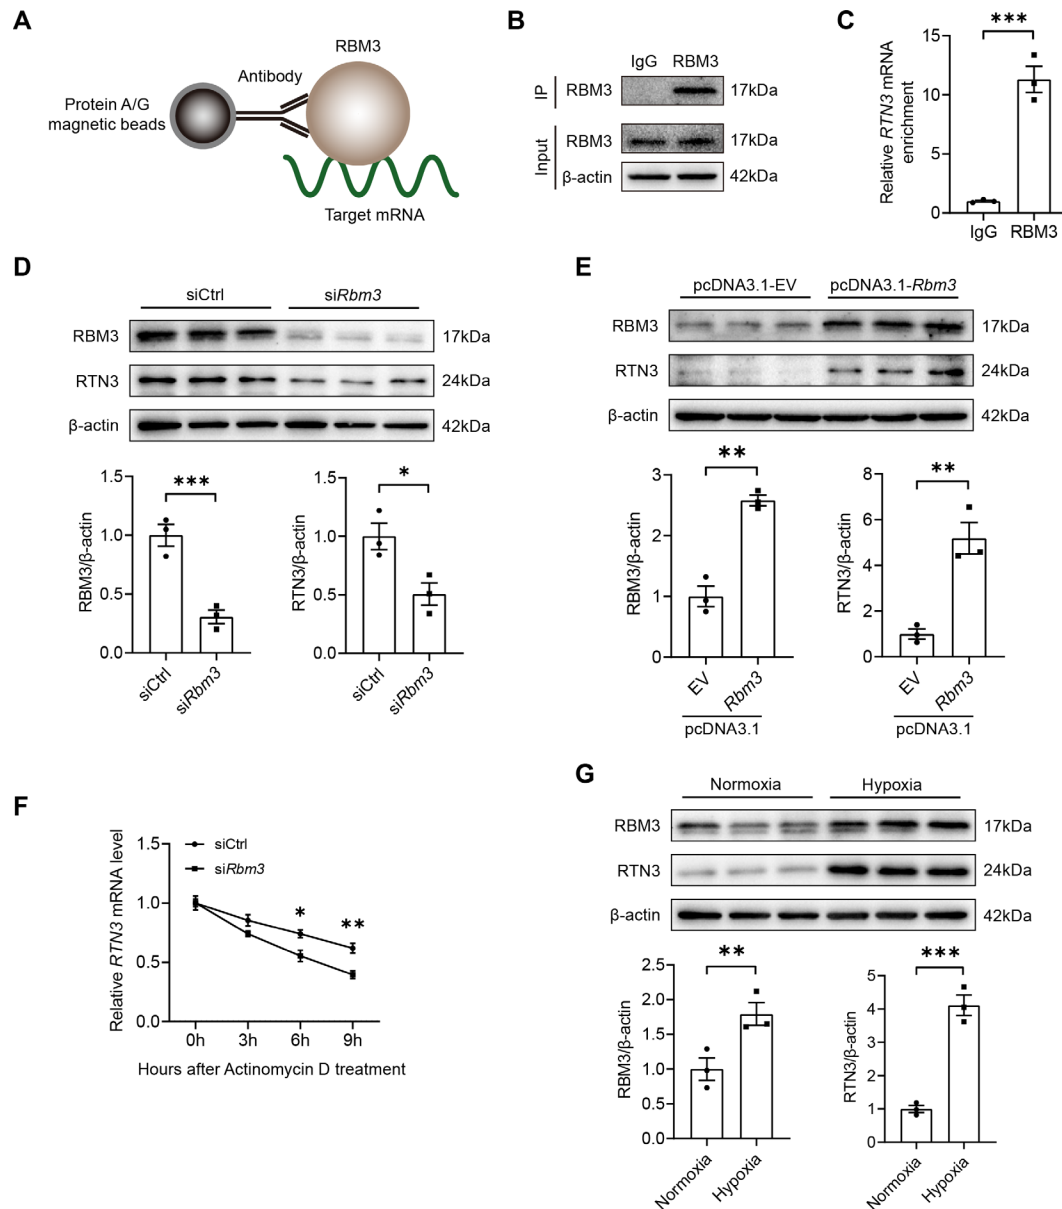 A
RBM3
Antibody
Protein A/G
magnetic beads
Target mRNA
B
IgG RBM3
IP
RBM3 17kDa
Input
RBM3 17kDa
β-actin 42kDa
C
***
Relative RTN3 mRNA
enrichment
15
10
5
0
IgG RBM3
D
siCtrl siRbm3
RBM3 17kDa
RTN3 24kDa
β-actin 42kDa
***
RBM3/β-actin
1.5
1.0
0.5
0.0
siCtrl siRbm3
*
RTN3/β-actin
1.5
1.0
0.5
0.0
siCtrl siRbm3
E
pcDNA3.1-EV pcDNA3.1-Rbm3
RBM3 17kDa
RTN3 24kDa
β-actin 42kDa
**
RBM3/β-actin
3
2
1
0
EV Rbm3
pcDNA3.1
**
RTN3/β-actin
8
6
4
2
0
EV Rbm3
pcDNA3.1
F
siCtrl
siRbm3
Relative RTN3 mRNA level
1.5
1.0
0.5
0.0
* **
0h 3h 6h 9h
Hours after Actinomycin D treatment
G
Normoxia Hypoxia
RBM3 17kDa
RTN3 24kDa
β-actin 42kDa
**
RBM3/β-actin
2.5
2.0
1.5
1.0
0.5
0.0
Normoxia Hypoxia
***
RTN3/β-actin
5
4
3
2
1
0
Normoxia Hypoxia